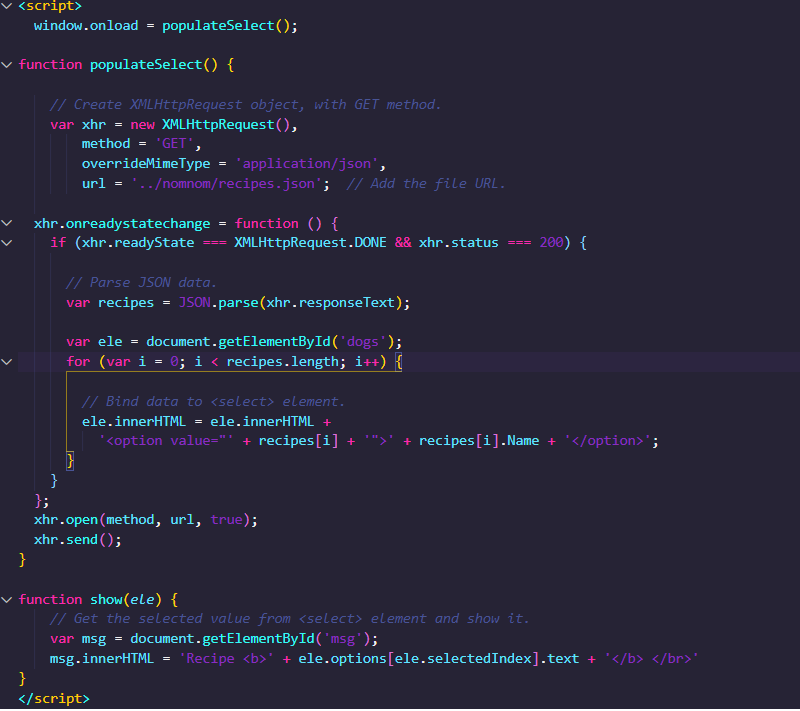 <script>
window.onload = populateSelect();
function populateSelect() {
// Create XMLHttpRequest object, with GET method.
var xhr = new XMLHttpRequest(),
method = 'GET',
overrideMimeType = 'application/json',
url = '../nomnom/recipes.json';  // Add the file URL.
xhr.onreadystatechange = function () {
if (xhr.readyState === XMLHttpRequest.DONE && xhr.status === 200) {
// Parse JSON data.
var recipes = JSON.parse(xhr.responseText);
var ele = document.getElementById('dogs');
for (var i = 0; i < recipes.length; i++) {
// Bind data to <select> element.
ele.innerHTML = ele.innerHTML +
'<option value="' + recipes[i] + '">' + recipes[i].Name + '</option>';
}
}
};
xhr.open(method, url, true);
xhr.send();
}
function show(ele) {
// Get the selected value from <select> element and show it.
var msg = document.getElementById('msg');
msg.innerHTML = 'Recipe <b>' + ele.options[ele.selectedIndex].text + '</b> </br>'
}
</script>